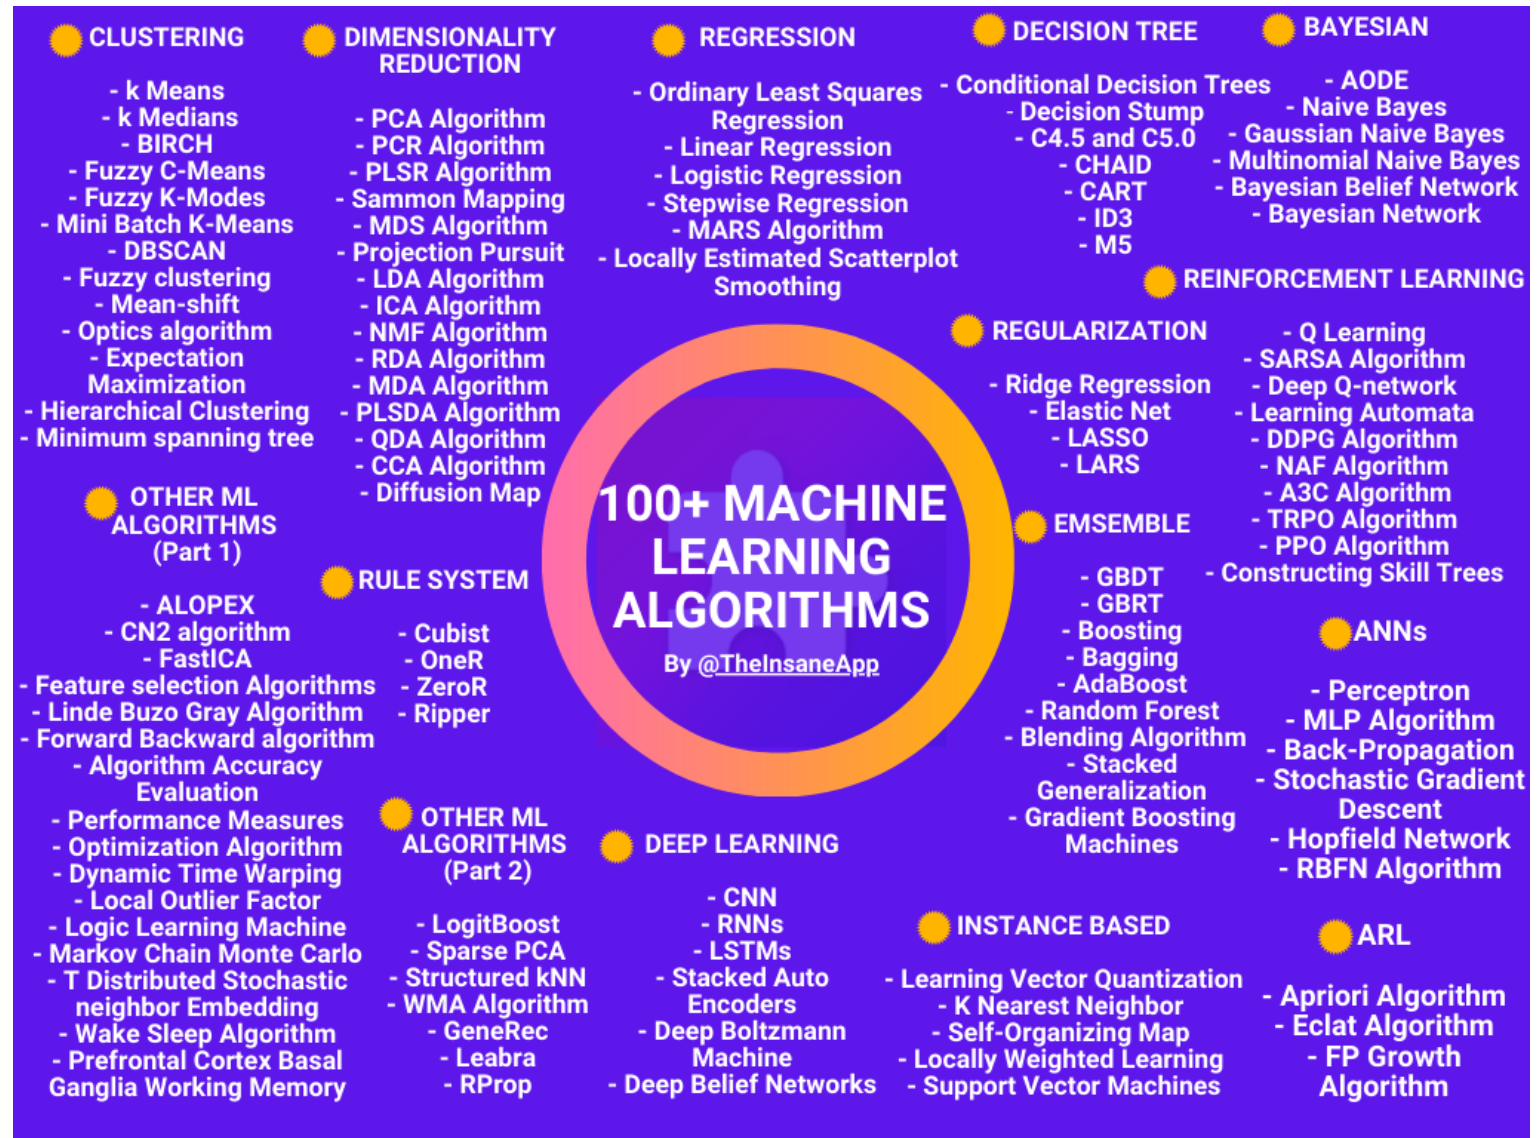 CLUSTERING
- k Means
- k Medians
- BIRCH
- Fuzzy C-Means
- Fuzzy K-Modes
- Mini Batch K-Means
- DBSCAN
- Fuzzy clustering
- Mean-shift
- Optics algorithm
- Expectation
Maximization
- Hierarchical Clustering
- Minimum spanning tree
DIMENSIONALITY
REDUCTION
- PCA Algorithm
- PCR Algorithm
- PLSR Algorithm
- Sammon Mapping
- MDS Algorithm
- Projection Pursuit
- LDA Algorithm
- ICA Algorithm
- NMF Algorithm
- RDA Algorithm
- MDA Algorithm
- PLSDA Algorithm
- QDA Algorithm
- CCA Algorithm
- Diffusion Map
REGRESSION
- Ordinary Least Squares
Regression
- Linear Regression
- Logistic Regression
- Stepwise Regression
- MARS Algorithm
- Locally Estimated Scatterplot
Smoothing
DECISION TREE
- Conditional Decision Trees
- Decision Stump
- C4.5 and C5.0
- CHAID
- CART
- ID3
- M5
BAYESIAN
- AODE
- Naive Bayes
- Gaussian Naive Bayes
- Multinomial Naive Bayes
- Bayesian Belief Network
- Bayesian Network
REINFORCEMENT LEARNING
- Q Learning
- SARSA Algorithm
- Deep Q-network
- Learning Automata
- DDPG Algorithm
- NAF Algorithm
- A3C Algorithm
- TRPO Algorithm
- PPO Algorithm
- Constructing Skill Trees
REGULARIZATION
- Ridge Regression
- Elastic Net
- LASSO
- LARS
100+ MACHINE
LEARNING
ALGORITHMS
By @TheInsaneApp
OTHER ML
ALGORITHMS
(Part 1)
- ALOPEX
- CN2 algorithm
- FastICA
- Feature selection Algorithms
- Linde Buzo Gray Algorithm
- Forward Backward algorithm
- Algorithm Accuracy
Evaluation
- Performance Measures
- Optimization Algorithm
- Dynamic Time Warping
- Local Outlier Factor
- Logic Learning Machine
- Markov Chain Monte Carlo
- T Distributed Stochastic
neighbor Embedding
- Wake Sleep Algorithm
- Prefrontal Cortex Basal
Ganglia Working Memory
RULE SYSTEM
- Cubist
- OneR
- ZeroR
- Ripper
OTHER ML
ALGORITHMS
(Part 2)
- LogitBoost
- Sparse PCA
- Structured kNN
- WMA Algorithm
- GeneRec
- Leabra
- RProp
DEEP LEARNING
- CNN
- RNNs
- LSTMs
- Stacked Auto
Encoders
- Deep Boltzmann
Machine
- Deep Belief Networks
EMSEMBLE
- GBDT
- GBRT
- Boosting
- Bagging
- AdaBoost
- Random Forest
- Blending Algorithm
- Stacked
Generalization
- Gradient Boosting
Machines
ANNs
- Perceptron
- MLP Algorithm
- Back-Propagation
- Stochastic Gradient
Descent
- Hopfield Network
- RBFN Algorithm
INSTANCE BASED
- Learning Vector Quantization
- K Nearest Neighbor
- Self-Organizing Map
- Locally Weighted Learning
- Support Vector Machines
ARL
- Apriori Algorithm
- Eclat Algorithm
- FP Growth
Algorithm